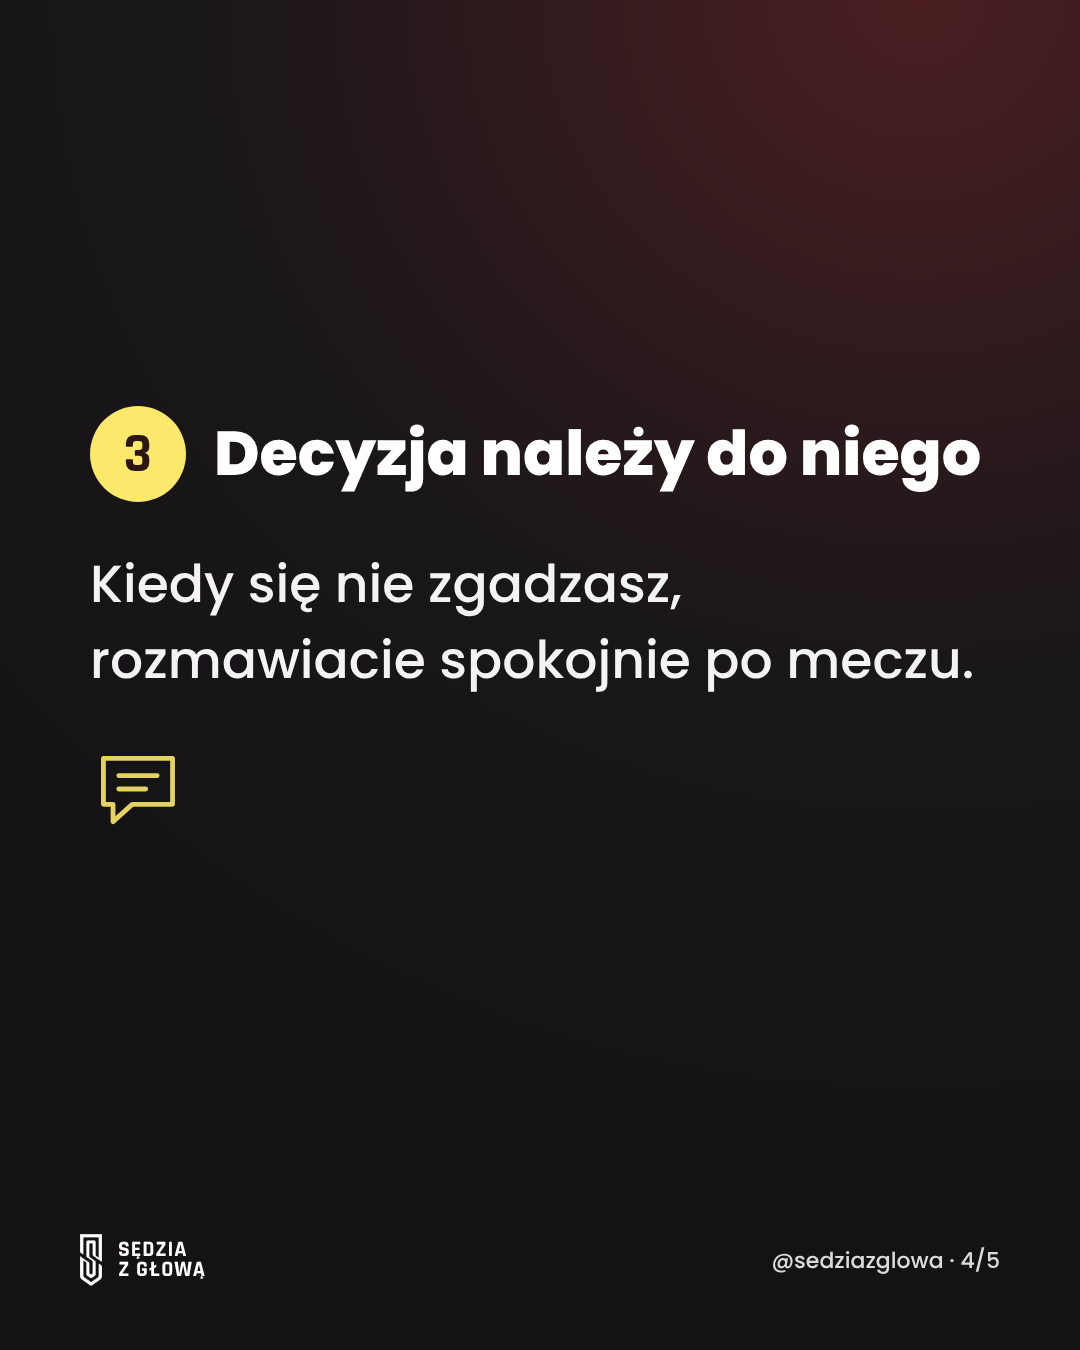 3 Decyzja należy do niego
Kiedy się nie zgadzasz,
rozmawiacie spokojnie po meczu.
SĘDZIA
Z GŁOWĄ
@sedziazglowa · 4/5